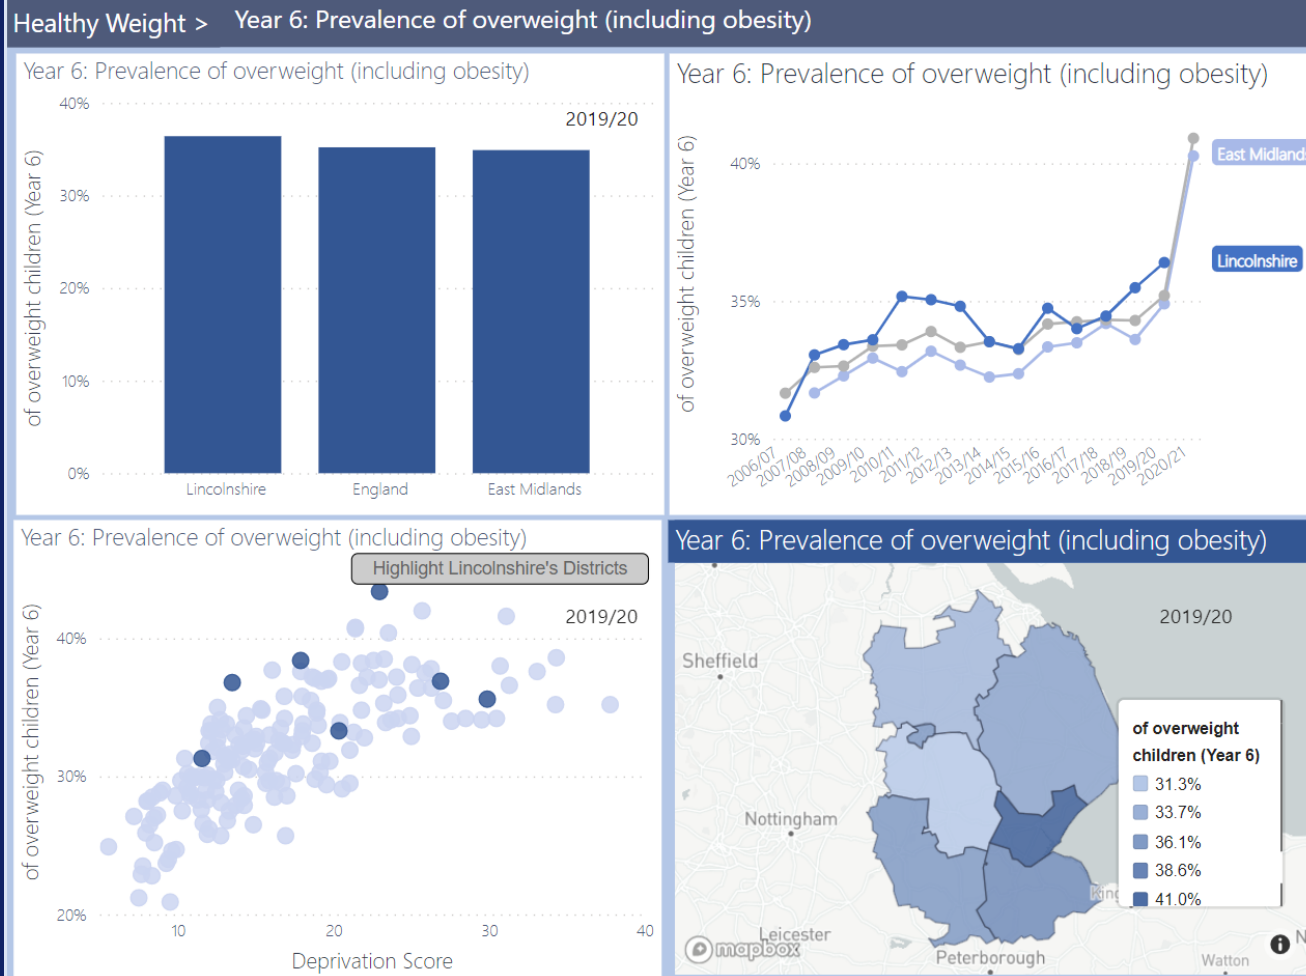 Healthy Weight >
Year 6: Prevalence of overweight (including obesity)
Year 6: Prevalence of overweight (including obesity)
2019/20
of overweight children (Year 6)
40%
30%
20%
10%
0%
Lincolnshire
England
East Midlands
Year 6: Prevalence of overweight (including obesity)
of overweight children (Year 6)
40%
35%
30%
East Midlands
Lincolnshire
2006/07
2007/08
2008/09
2009/10
2010/11
2011/12
2012/13
2013/14
2014/15
2015/16
2016/17
2017/18
2018/19
2019/20
2020/21
Year 6: Prevalence of overweight (including obesity)
Highlight Lincolnshire's Districts
2019/20
of overweight children (Year 6)
40%
30%
20%
10
20
30
40
Deprivation Score
Year 6: Prevalence of overweight (including obesity)
2019/20
Sheffield
Nottingham
Leicester
Peterborough
King
Watton
N
of overweight
children (Year 6)
31.3%
33.7%
36.1%
38.6%
41.0%
mapbox
i